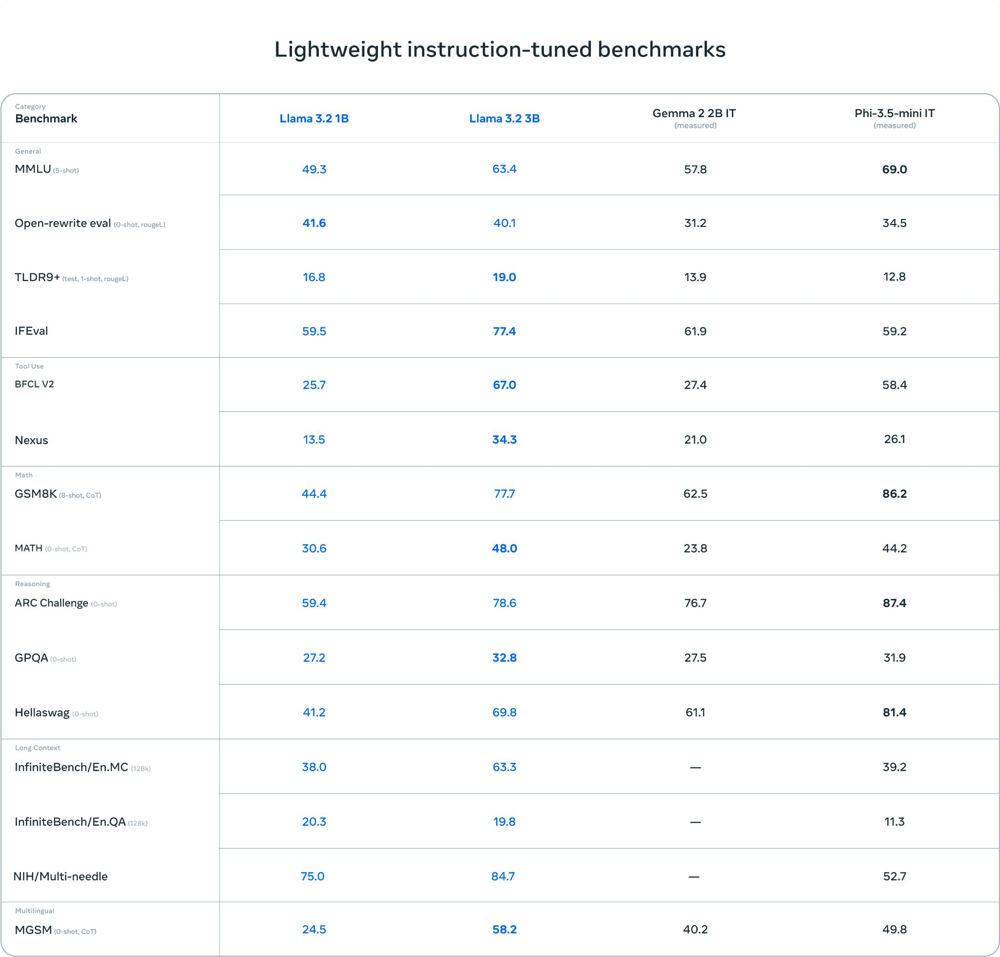 Lightweight instruction-tuned benchmarks
Category
Benchmark
Llama 3.2 1B
Llama 3.2 3B
Gemma 2 2B IT
(measured)
Phi-3.5-mini IT
(measured)
General
MMLU (5-shot) 49.3 63.4 57.8 69.0
Open-rewrite eval (0-shot, rougeL) 41.6 40.1 31.2 34.5
TLDR9+ (test, 1-shot, rougeL) 16.8 19.0 13.9 12.8
IFEval 59.5 77.4 61.9 59.2
Tool Use
BFCL V2 25.7 67.0 27.4 58.4
Nexus 13.5 34.3 21.0 26.1
Math
GSM8K (8-shot, CoT) 44.4 77.7 62.5 86.2
MATH (0-shot, CoT) 30.6 48.0 23.8 44.2
Reasoning
ARC Challenge (0-shot) 59.4 78.6 76.7 87.4
GPQA (0-shot) 27.2 32.8 27.5 31.9
Hellaswag (0-shot) 41.2 69.8 61.1 81.4
Long Context
InfiniteBench/En.MC (128k) 38.0 63.3 — 39.2
InfiniteBench/En.QA (128k) 20.3 19.8 — 11.3
NIH/Multi-needle 75.0 84.7 — 52.7
Multilingual
MGSM (0-shot, CoT) 24.5 58.2 40.2 49.8